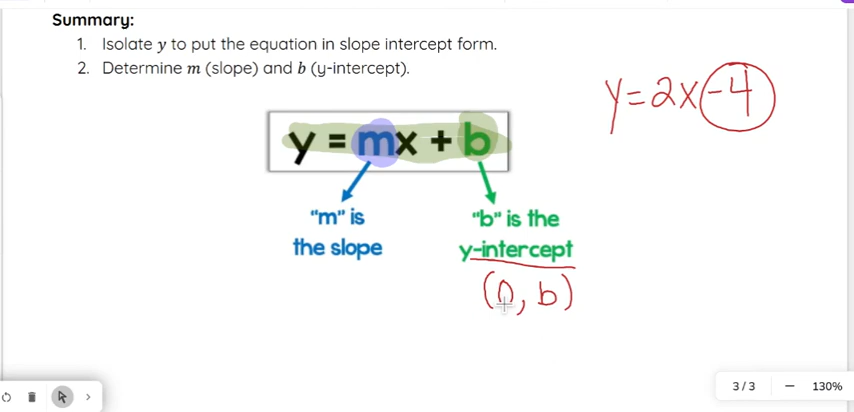 Summary:
1. Isolate y to put the equation in slope intercept form.
2. Determine m (slope) and b (y-intercept).
y=2x-4
y = mx + b
"m" is
the slope
"b" is the
y-intercept
(0, b)
3 / 3 − 130%